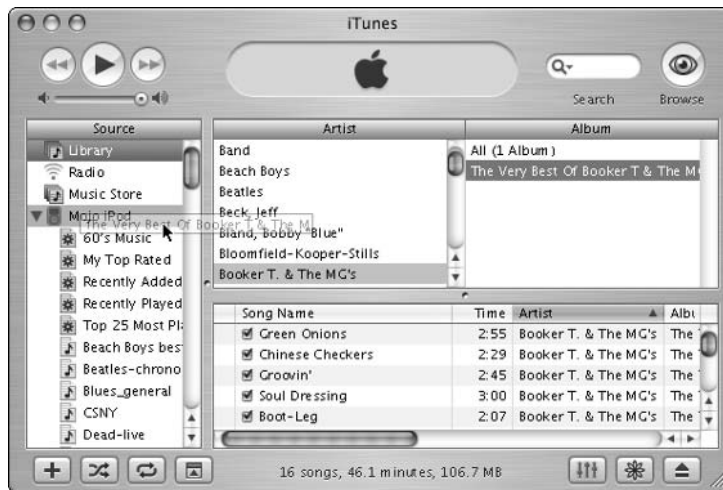 iTunes
Search
Browse
Source
Library
Radio
Music Store
60's Music
My Top Rated
Recently Added
Recently Played
Top 25 Most
Beach Boys
Beatles-chrono
Blues_general
CSNY
Dead-live
Artist
Band
Beach Boys
Beatles
Beck, Jeff
Bland, Bobby "Blue"
Bloomfield-Kooper-Stills
Booker T. & The MG's
Album
All (1 Album)
The Very Best Of Booker T & The
The Very Best Of Booker T & The M
Song Name Time Artist
Green Onions 2:55 Booker T. & The MG's The
Chinese Checkers 2:29 Booker T. & The MG's The
Groovin' 2:45 Booker T. & The MG's The
Soul Dressing 3:00 Booker T. & The MG's The
Boot-Leg 2:07 Booker T. & The MG's The
16 songs, 46.1 minutes, 106.7 MB